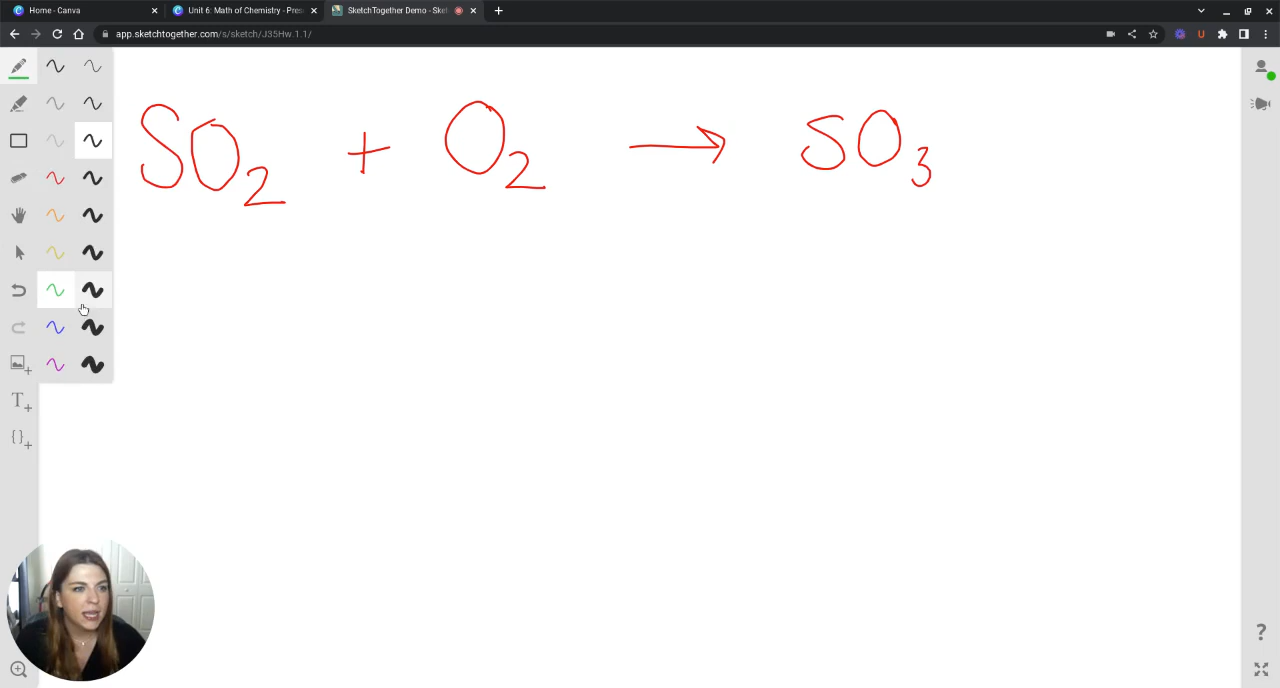 Home - Canva
Unit 6: Math of Chemistry - Pres
SketchTogether Demo - Sket
app.sketchtogether.com/s/sketch/J35Hw.1.1/
U
SO₂ + O₂ → SO₃
T+
{}+
?